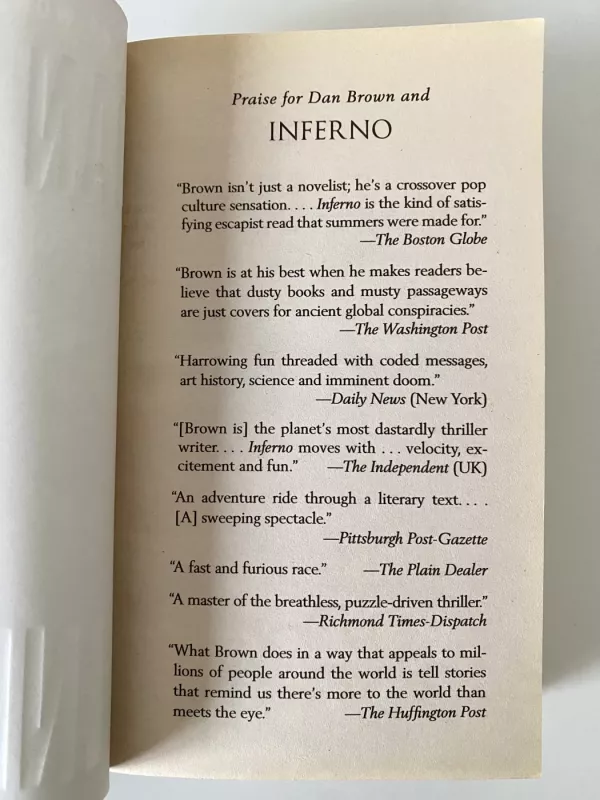 Praise for Dan Brown and
INFERNO
“Brown isn’t just a novelist; he’s a crossover pop
culture sensation. . . . Inferno is the kind of satis-
fying escapist read that summers were made for.”
—The Boston Globe
“Brown is at his best when he makes readers be-
lieve that dusty books and musty passageways
are just covers for ancient global conspiracies.”
—The Washington Post
“Harrowing fun threaded with coded messages,
art history, science and imminent doom.”
—Daily News (New York)
“[Brown is] the planet’s most dastardly thriller
writer. . . . Inferno moves with . . . velocity, ex-
citement and fun.” —The Independent (UK)
“An adventure ride through a literary text. . . .
[A] sweeping spectacle.”
—Pittsburgh Post-Gazette
“A fast and furious race.” —The Plain Dealer
“A master of the breathless, puzzle-driven thriller.”
—Richmond Times-Dispatch
“What Brown does in a way that appeals to mil-
lions of people around the world is tell stories
that remind us there’s more to the world than
meets the eye.” —The Huffington Post